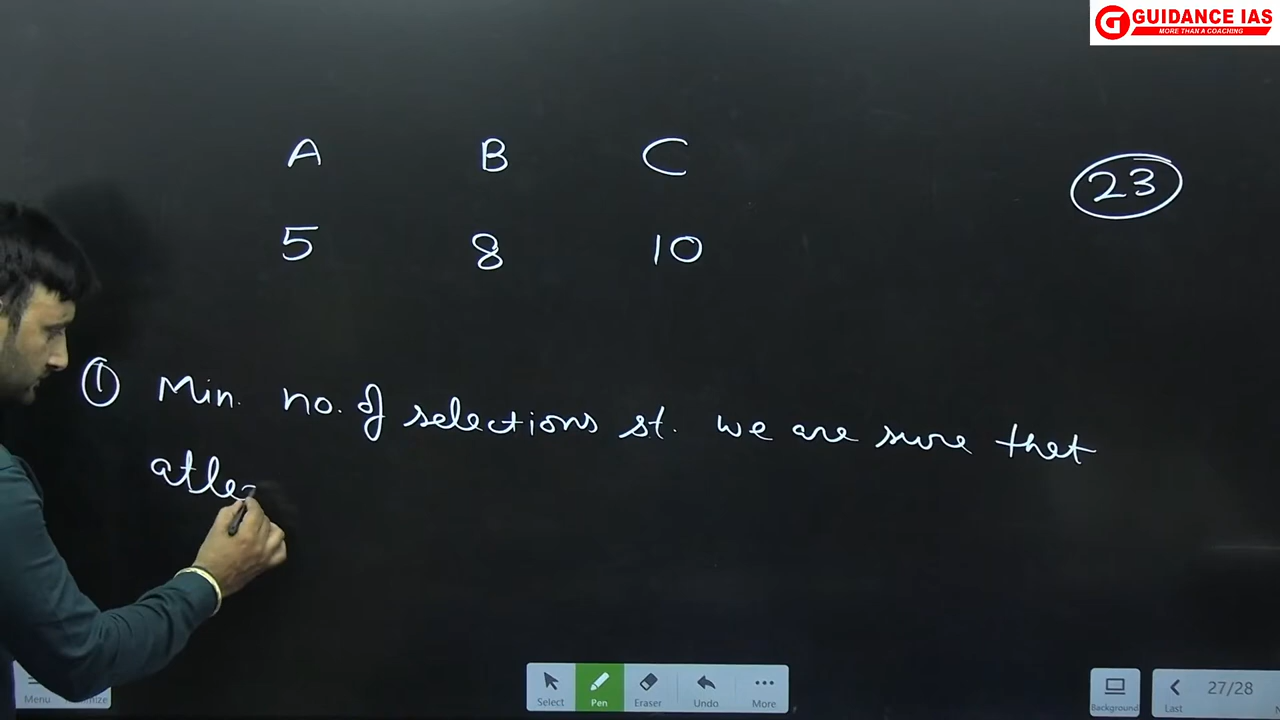 GUIDANCE IAS
MORE THAN A COACHING
A B C
23
5 8 10
① Min. no. of selections st. we are sure that
atle
Menu
Select
Pen
Eraser
Undo
More
Background
Last
27/28